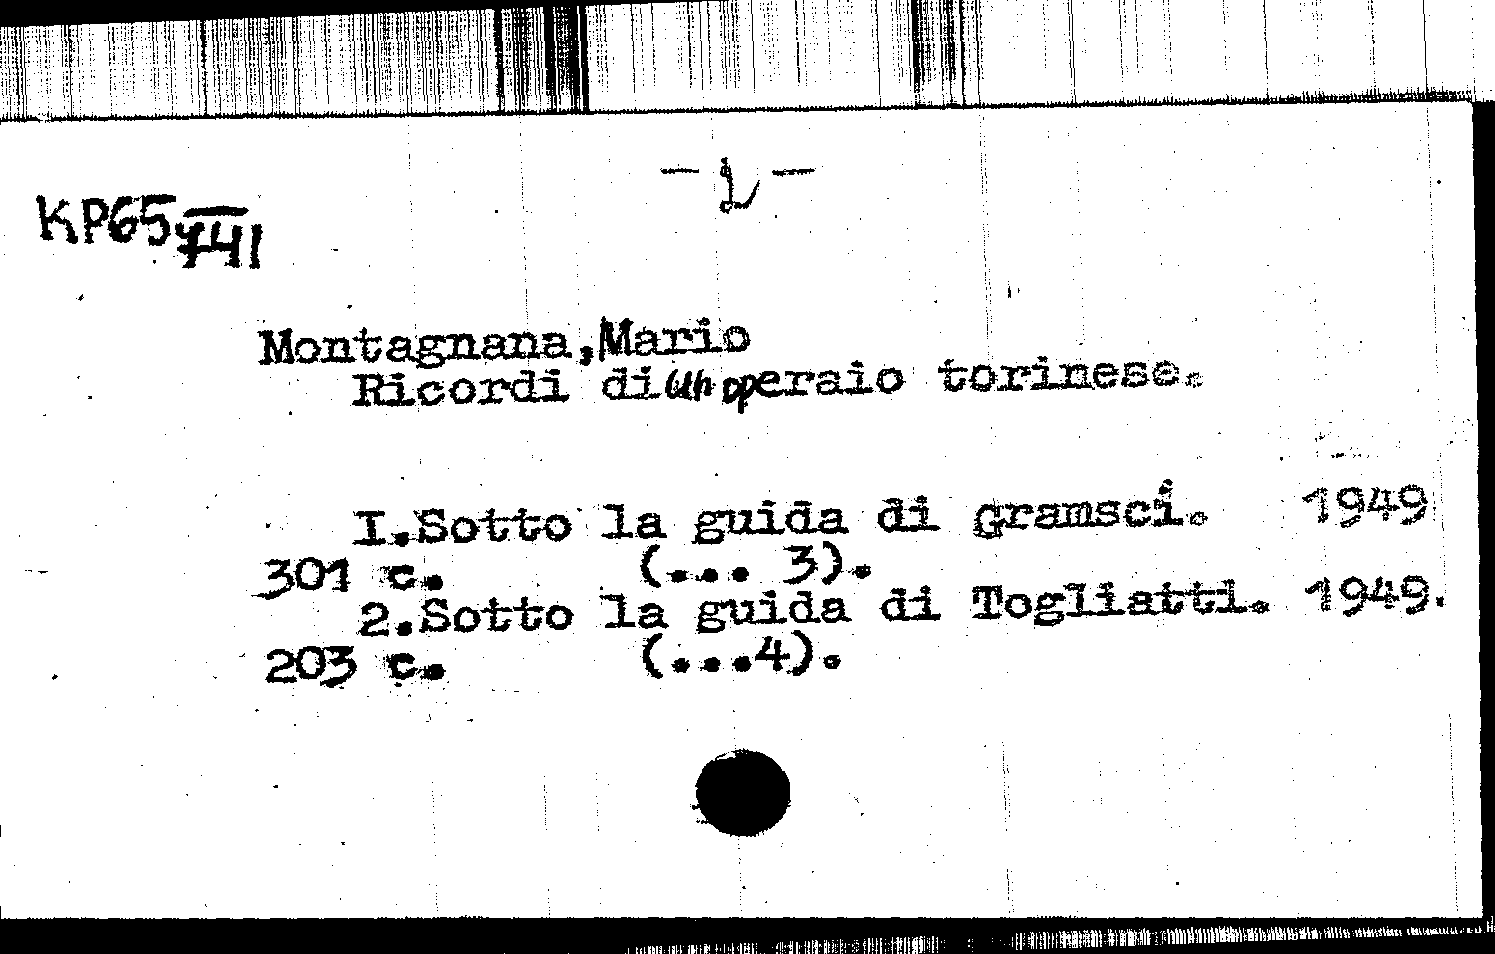 KP65
741
Montagnana, Mario
Ricordi di un operaio torinese.
I.Sotto la guida di Gramsci. 1949
301 c. (... 3).
2.Sotto la guida di Togliatti. 1949.
203 c. (...4).